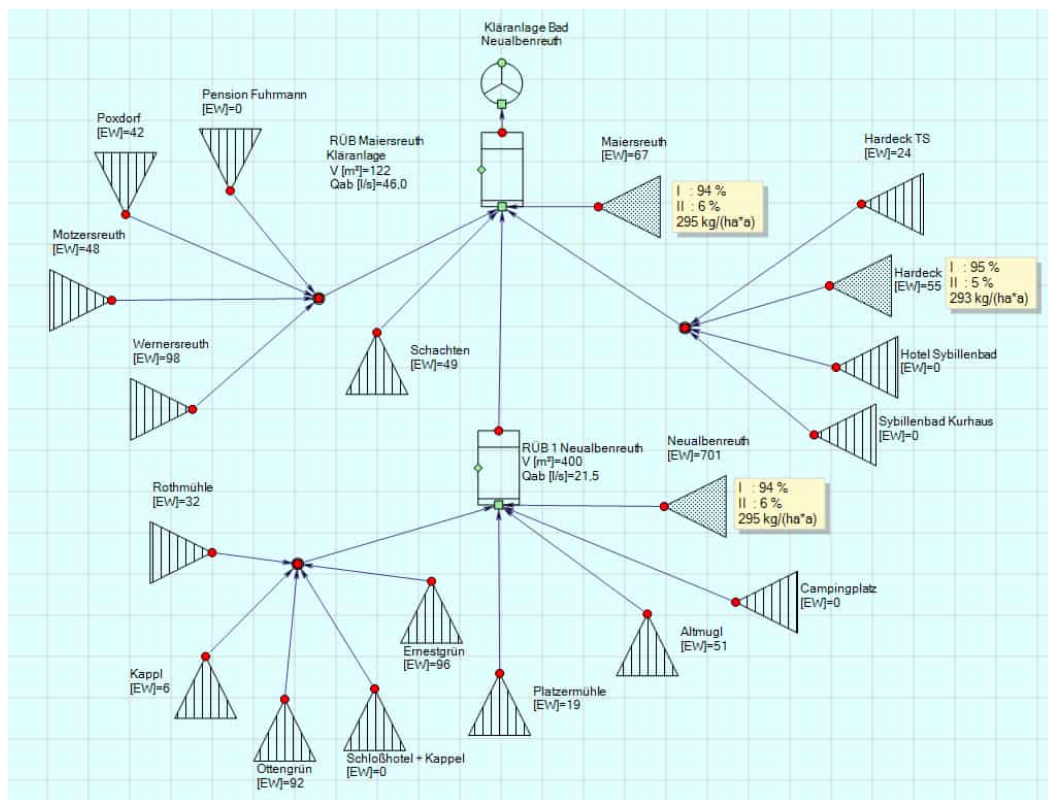 Kläranlage Bad
Neualbenreuth
Pension Fuhrmann
[EW]=0
Poxdorf
[EW]=42
RÜB Maiersreuth
Kläranlage
V [m³]=122
Qab [l/s]=46,0
Maiersreuth
[EW]=67
I : 94 %
II : 6 %
295 kg/(ha*a)
Hardeck TS
[EW]=24
Motzersreuth
[EW]=48
Hardeck
[EW]=55
I : 95 %
II : 5 %
293 kg/(ha*a)
Wernersreuth
[EW]=98
Schachten
[EW]=49
Hotel Sybillenbad
[EW]=0
Sybillenbad Kurhaus
[EW]=0
RÜB 1 Neualbenreuth
V [m³]=400
Qab [l/s]=21,5
Neualbenreuth
[EW]=701
I : 94 %
II : 6 %
295 kg/(ha*a)
Rothmühle
[EW]=32
Campingplatz
[EW]=0
Altmugl
[EW]=51
Ernestgrün
[EW]=96
Kappl
[EW]=6
Platzermühle
[EW]=19
Schloßhotel + Kappel
[EW]=0
Ottengrün
[EW]=92